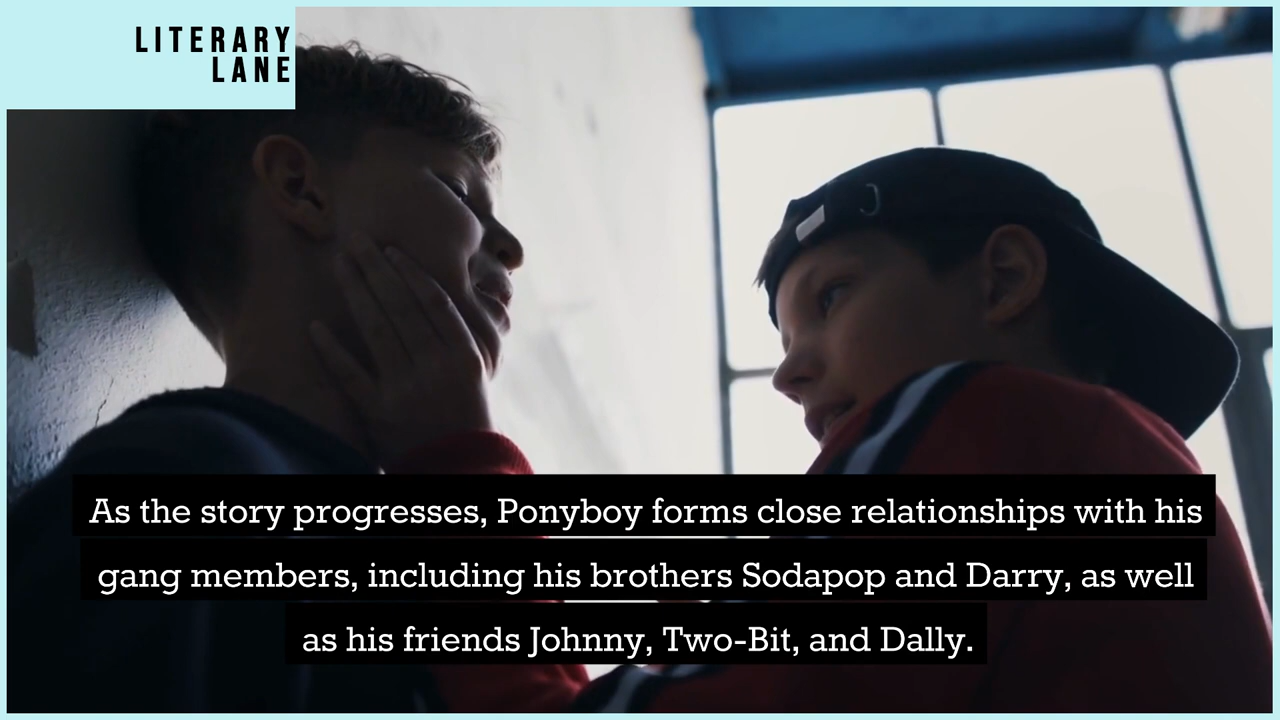 LITERARY
LANE
As the story progresses, Ponyboy forms close relationships with his
gang members, including his brothers Sodapop and Darry, as well
as his friends Johnny, Two-Bit, and Dally.